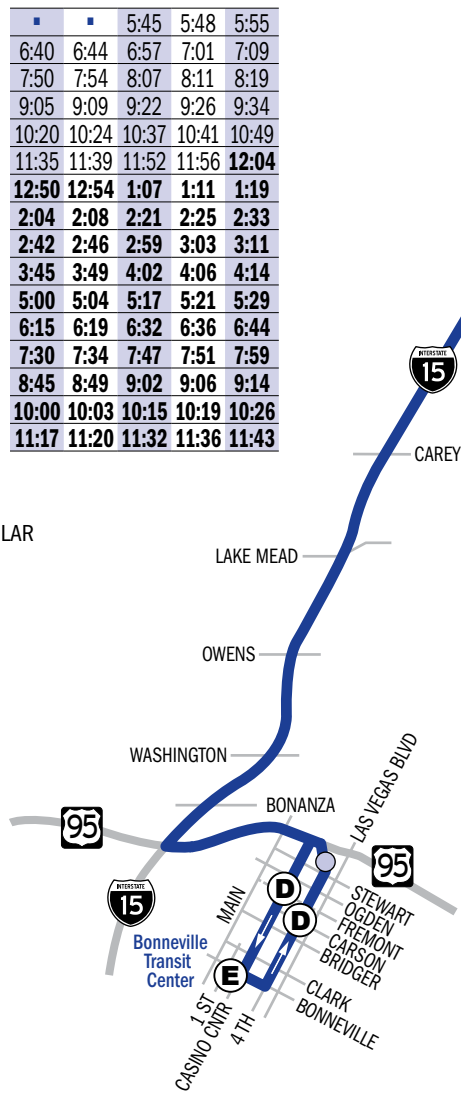 ▪ ▪ 5:45 5:48 5:55
6:40 6:44 6:57 7:01 7:09
7:50 7:54 8:07 8:11 8:19
9:05 9:09 9:22 9:26 9:34
10:20 10:24 10:37 10:41 10:49
11:35 11:39 11:52 11:56 12:04
12:50 12:54 1:07 1:11 1:19
2:04 2:08 2:21 2:25 2:33
2:42 2:46 2:59 3:03 3:11
3:45 3:49 4:02 4:06 4:14
5:00 5:04 5:17 5:21 5:29
6:15 6:19 6:32 6:36 6:44
7:30 7:34 7:47 7:51 7:59
8:45 8:49 9:02 9:06 9:14
10:00 10:03 10:15 10:19 10:26
11:17 11:20 11:32 11:36 11:43
INTERSTATE
15
CAREY
LAR
LAKE MEAD
OWENS
WASHINGTON
LAS VEGAS BLVD
BONANZA
95
95
INTERSTATE
15
D
D
MAIN
STEWART
OGDEN
FREMONT
CARSON
BRIDGER
Bonneville
Transit
Center
E
CLARK
BONNEVILLE
1 ST
CASINO CNTR
4 TH